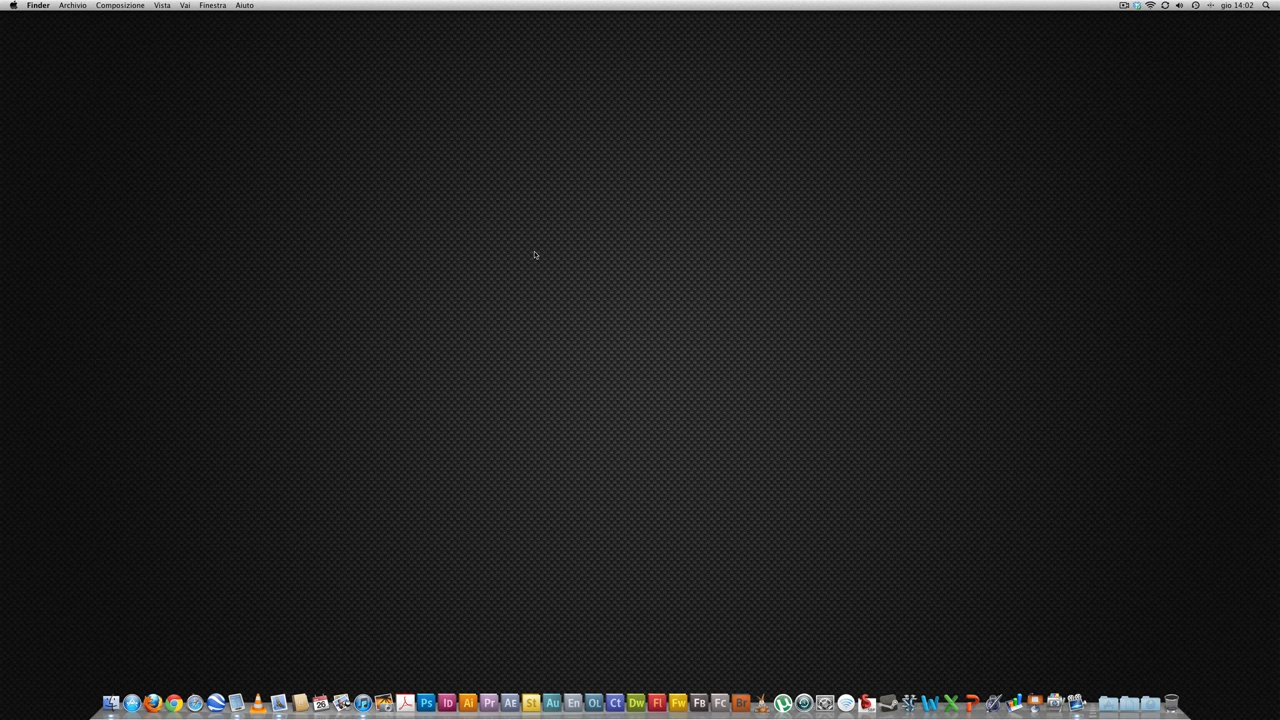 Finder Archivio Composizione Vista Vai Finestra Aiuto gio 14:02
26 Ps Id Ai Pr Ae St Au En OL Ct Dw Fl Fw FB Fc Br W X P